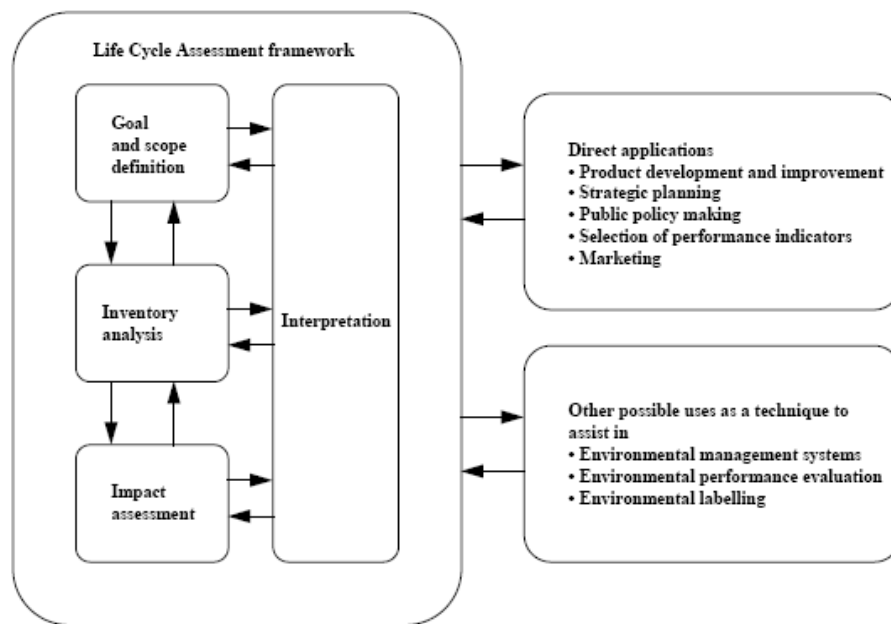 Life Cycle Assessment framework
Goal
and scope
definition
Inventory
analysis
Impact
assessment
Interpretation
Direct applications
• Product development and improvement
• Strategic planning
• Public policy making
• Selection of performance indicators
• Marketing
Other possible uses as a technique to
assist in
• Environmental management systems
• Environmental performance evaluation
• Environmental labelling